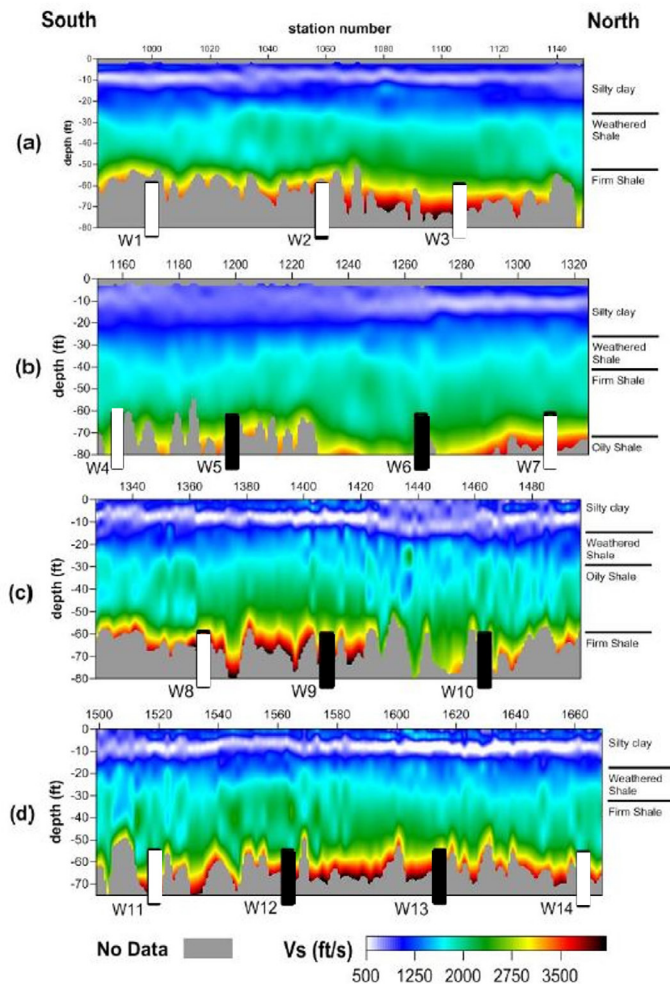 South station number North
1000 1020 1040 1060 1080 1100 1120 1140
(a)
depth (ft)
0
-10
-20
-30
-40
-50
-60
-70
-80
Silty clay
Weathered
Shale
Firm Shale
W1 W2 W3
1160 1180 1200 1220 1240 1260 1280 1300 1320
(b)
depth (ft)
0
-10
-20
-30
-40
-50
-60
-70
-80
Silty clay
Weathered
Shale
Firm Shale
Oily Shale
W4 W5 W6 W7
1340 1360 1380 1400 1420 1440 1460 1480
(c)
depth (ft)
0
-10
-20
-30
-40
-50
-60
-70
-80
Silty clay
Weathered
Shale
Oily Shale
Firm Shale
W8 W9 W10
1500 1520 1540 1560 1580 1600 1620 1640 1660
(d)
depth (ft)
0
-10
-20
-30
-40
-50
-60
-70
Silty clay
Weathered
Shale
Firm Shale
W11 W12 W13 W14
No Data Vs (ft/s)
500 1250 2000 2750 3500